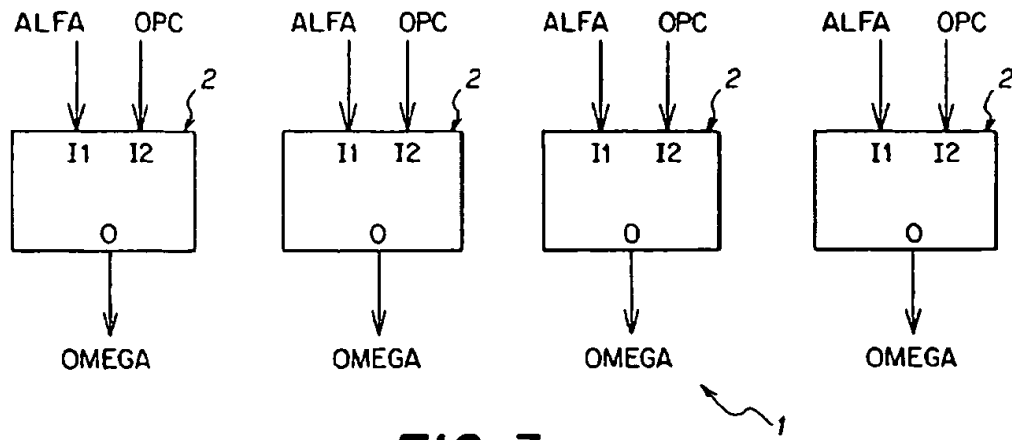 ALFA OPC ALFA OPC ALFA OPC ALFA OPC
2 2 2 2
I1 I2 I1 I2 I1 I2 I1 I2
O O O O
OMEGA OMEGA OMEGA OMEGA
1